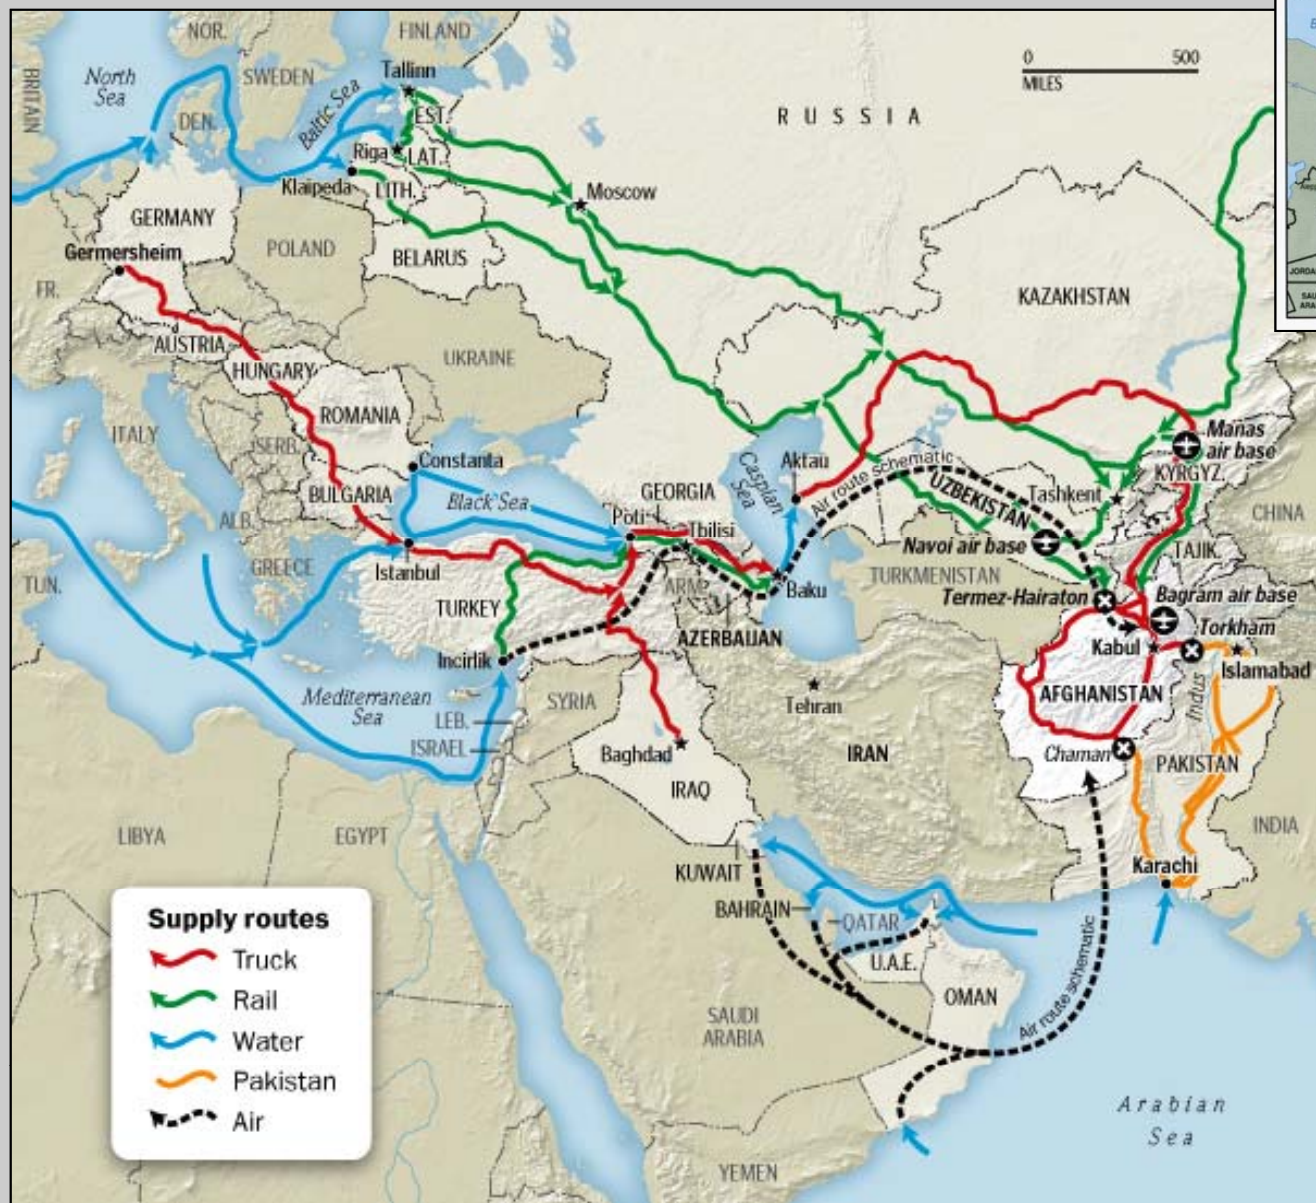 NOR.
FINLAND
BRITAIN
North
Sea
SWEDEN
Tallinn
0 500
MILES
DEN.
Baltic Sea
EST.
RUSSIA
Riga
LAT.
Klaipeda
LITH.
Moscow
GERMANY
POLAND
BELARUS
Germersheim
FR.
KAZAKHSTAN
AUSTRIA
UKRAINE
HUNGARY
ROMANIA
ITALY
SERB.
Manas
air base
Constanta
Aktau
Air route schematic
KYRGYZ.
Caspian
Sea
GEORGIA
UZBEKISTAN
Tashkent
BULGARIA
Black Sea
CHINA
ALB.
Poti
Tbilisi
Navoi air base
TAJIK.
GREECE
Istanbul
TURKMENISTAN
TUN.
ARM.
Baku
TURKEY
Termez-Hairaton
Bagram air base
AZERBAIJAN
Torkham
Kabul
Incirlik
Islamabad
Mediterranean
Sea
SYRIA
Tehran
AFGHANISTAN
Indus
LEB.
ISRAEL
Baghdad
IRAN
Chaman
PAKISTAN
IRAQ
LIBYA
EGYPT
INDIA
KUWAIT
Karachi
BAHRAIN
QATAR
Supply routes
Truck
Rail
Water
Pakistan
Air
U.A.E.
OMAN
Air route schematic
SAUDI
ARABIA
Arabian
Sea
YEMEN